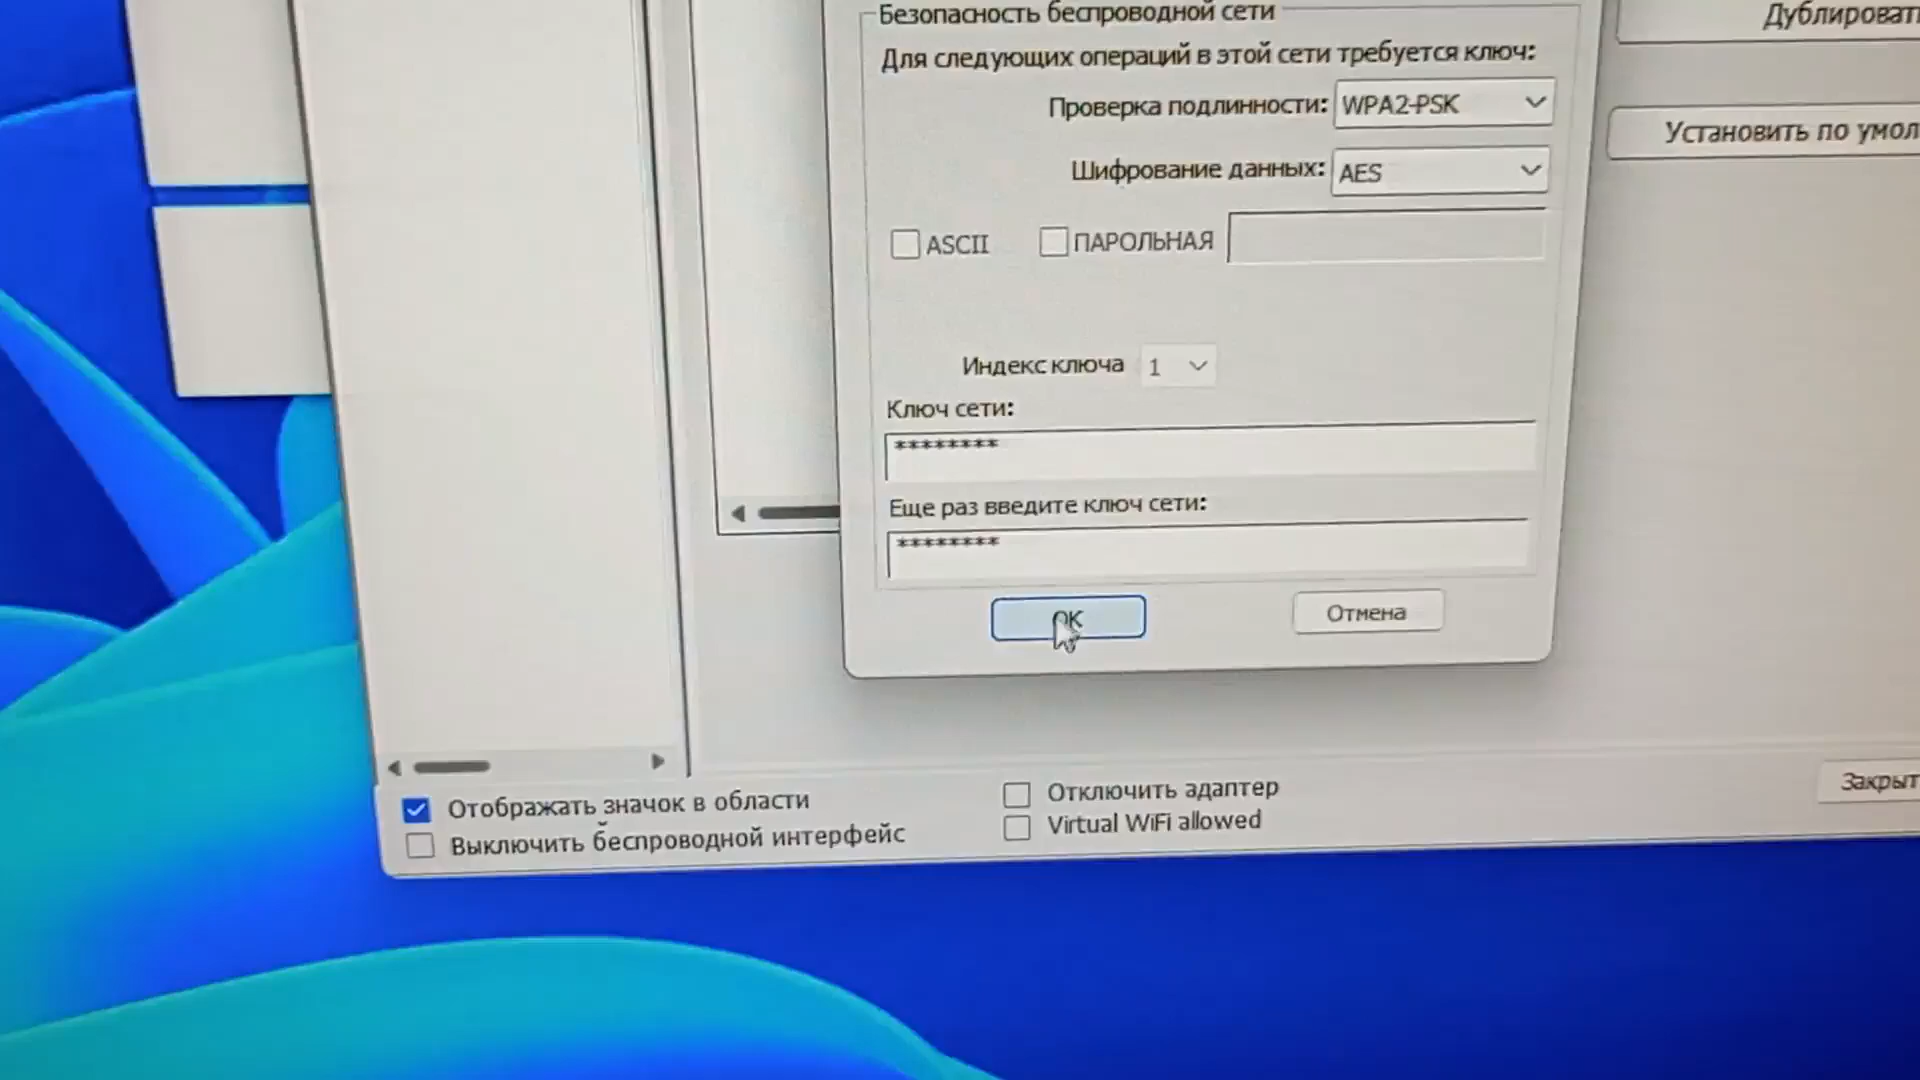 Безопасность беспроводной сети
Дублироват
Для следующих операций в этой сети требуется ключ:
Проверка подлинности: WPA2-PSK
Установить по умол
Шифрование данных: AES
ASCII ПАРОЛЬНАЯ
Индекс ключа 1
Ключ сети:
********
Еще раз введите ключ сети:
********
OK Отмена
Закрыт
Отображать значок в области
Отключить адаптер
Выключить беспроводной интерфейс
Virtual WiFi allowed